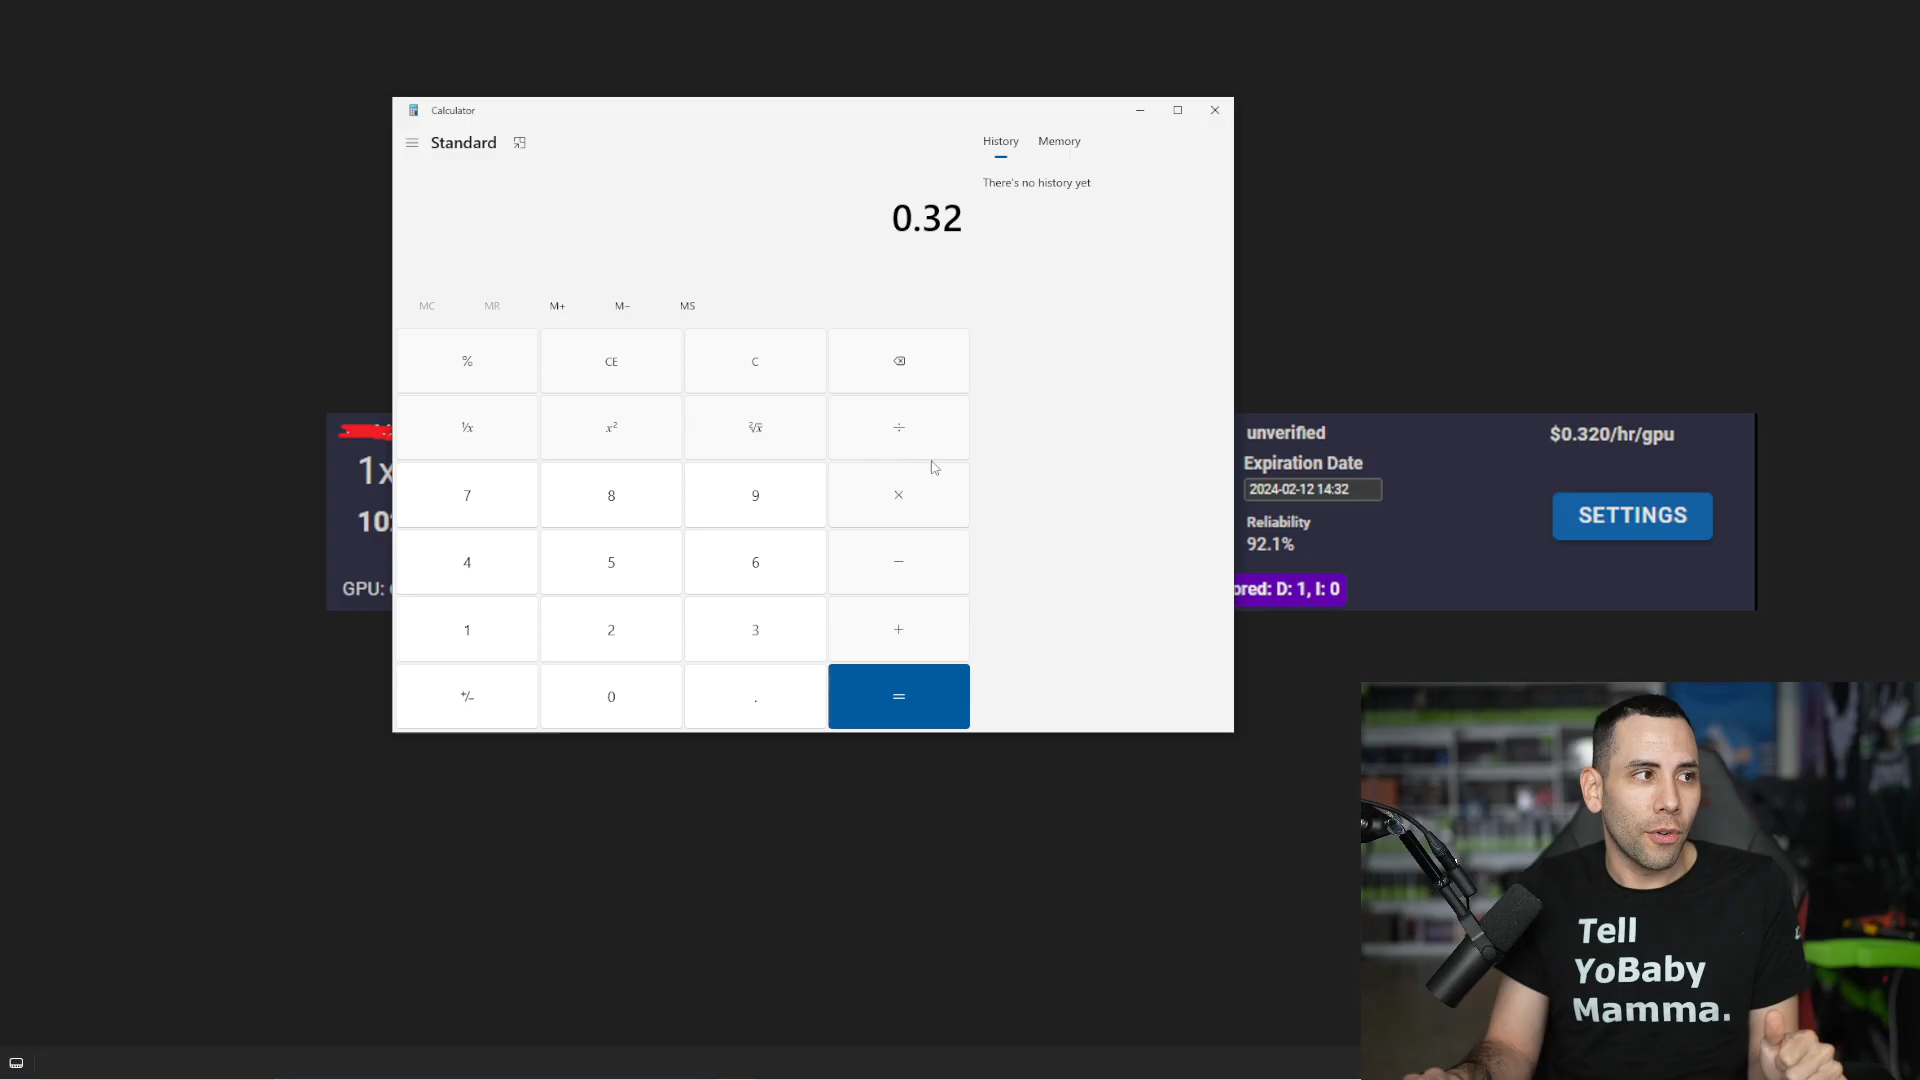 Calculator
Standard
History
Memory
There's no history yet
0.32
MC
MR
M+
M-
MS
%
CE
C
⅟x
x²
²√x
÷
7
8
9
×
4
5
6
−
1
2
3
+
+/−
0
.
=
1x
GPU:
unverified
$0.320/hr/gpu
Expiration Date
2024-02-12 14:32
SETTINGS
Reliability
92.1%
ored: D: 1, I: 0
Tell
YoBaby
Mamma.